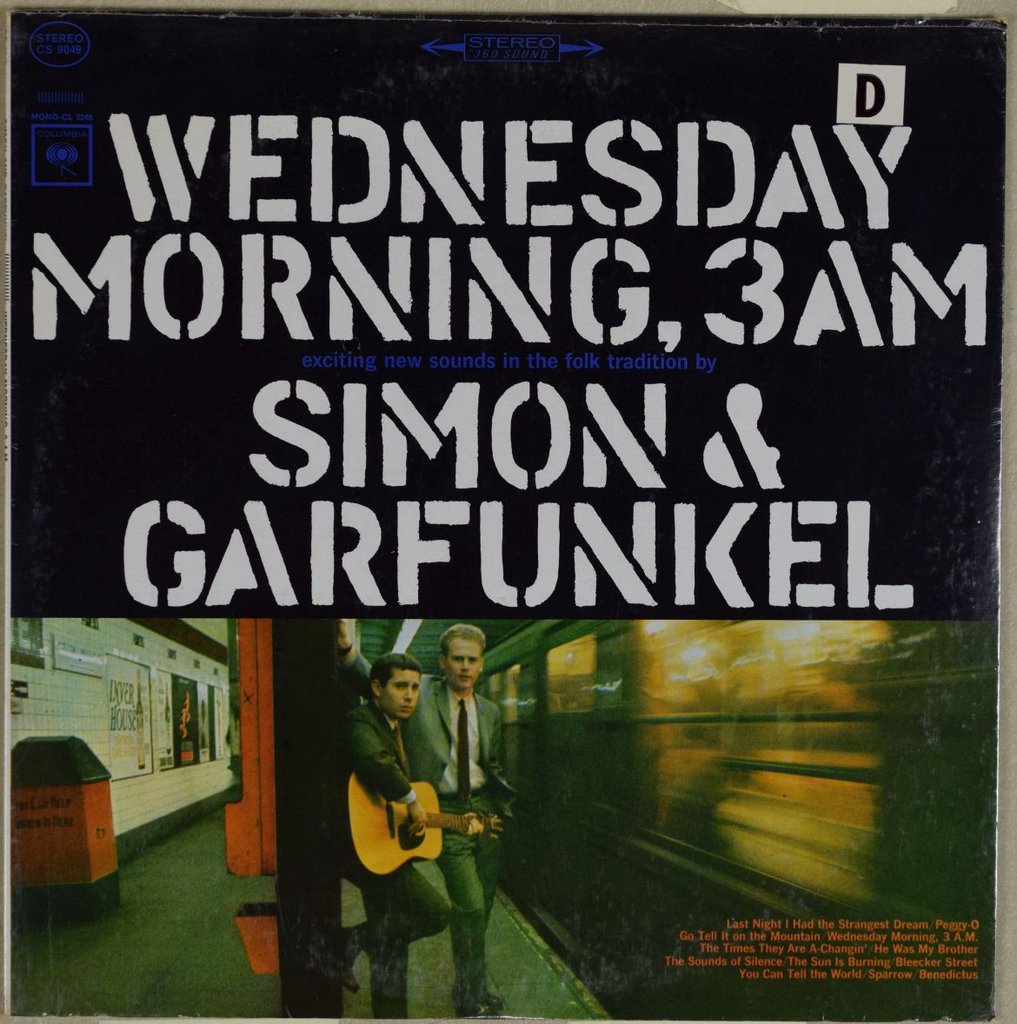 STEREO
CS 9049
STEREO
"360 SOUND"
D
MONO-CL 2249
COLUMBIA
WEDNESDAY
MORNING, 3AM
exciting new sounds in the folk tradition by
SIMON &
GARFUNKEL
INVER
HOUSE
Last Night I Had the Strangest Dream/Peggy-O
Go Tell It on the Mountain/Wednesday Morning, 3 A.M.
The Times They Are A-Changin'/He Was My Brother
The Sounds of Silence/The Sun Is Burning/Bleecker Street
You Can Tell the World/Sparrow/Benedictus